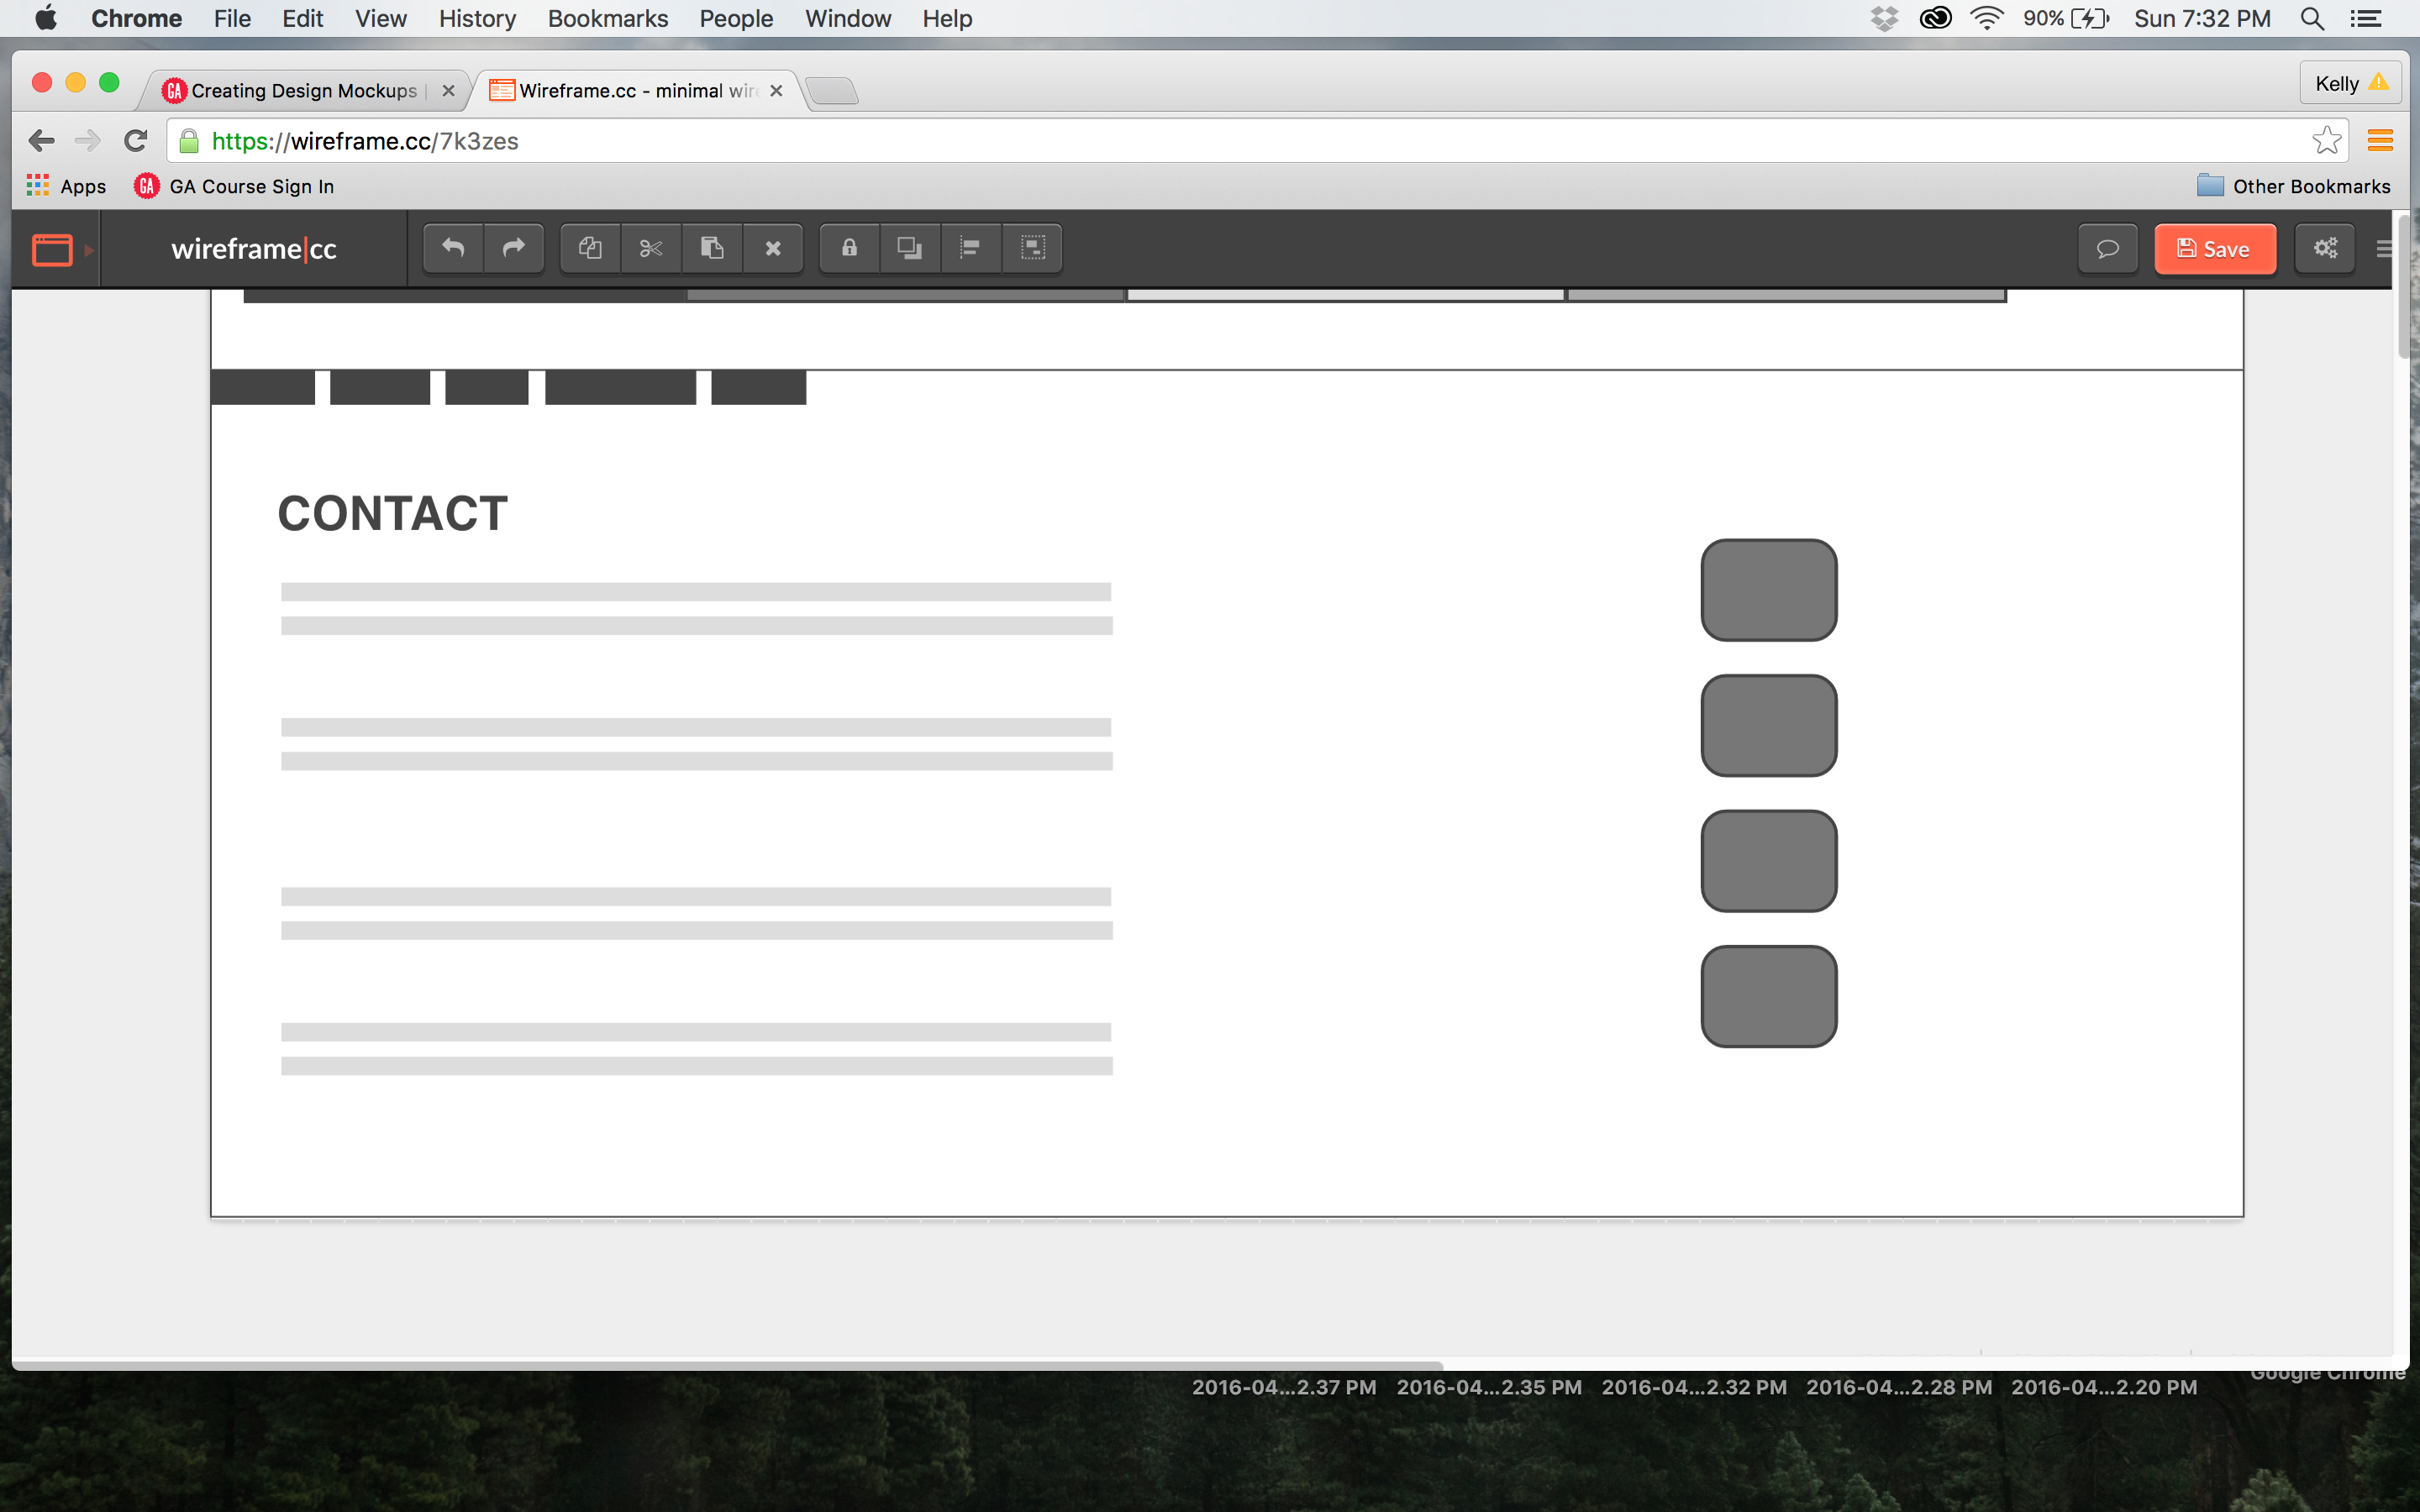 Chrome File Edit View History Bookmarks People Window Help 90% Sun 7:32 PM
GA Creating Design Mockups | Wireframe.cc - minimal wire Kelly
https://wireframe.cc/7k3zes
Apps GA GA Course Sign In Other Bookmarks
wireframe|cc Save
CONTACT
Google Chrome
2016-04...2.37 PM 2016-04...2.35 PM 2016-04...2.32 PM 2016-04...2.28 PM 2016-04...2.20 PM